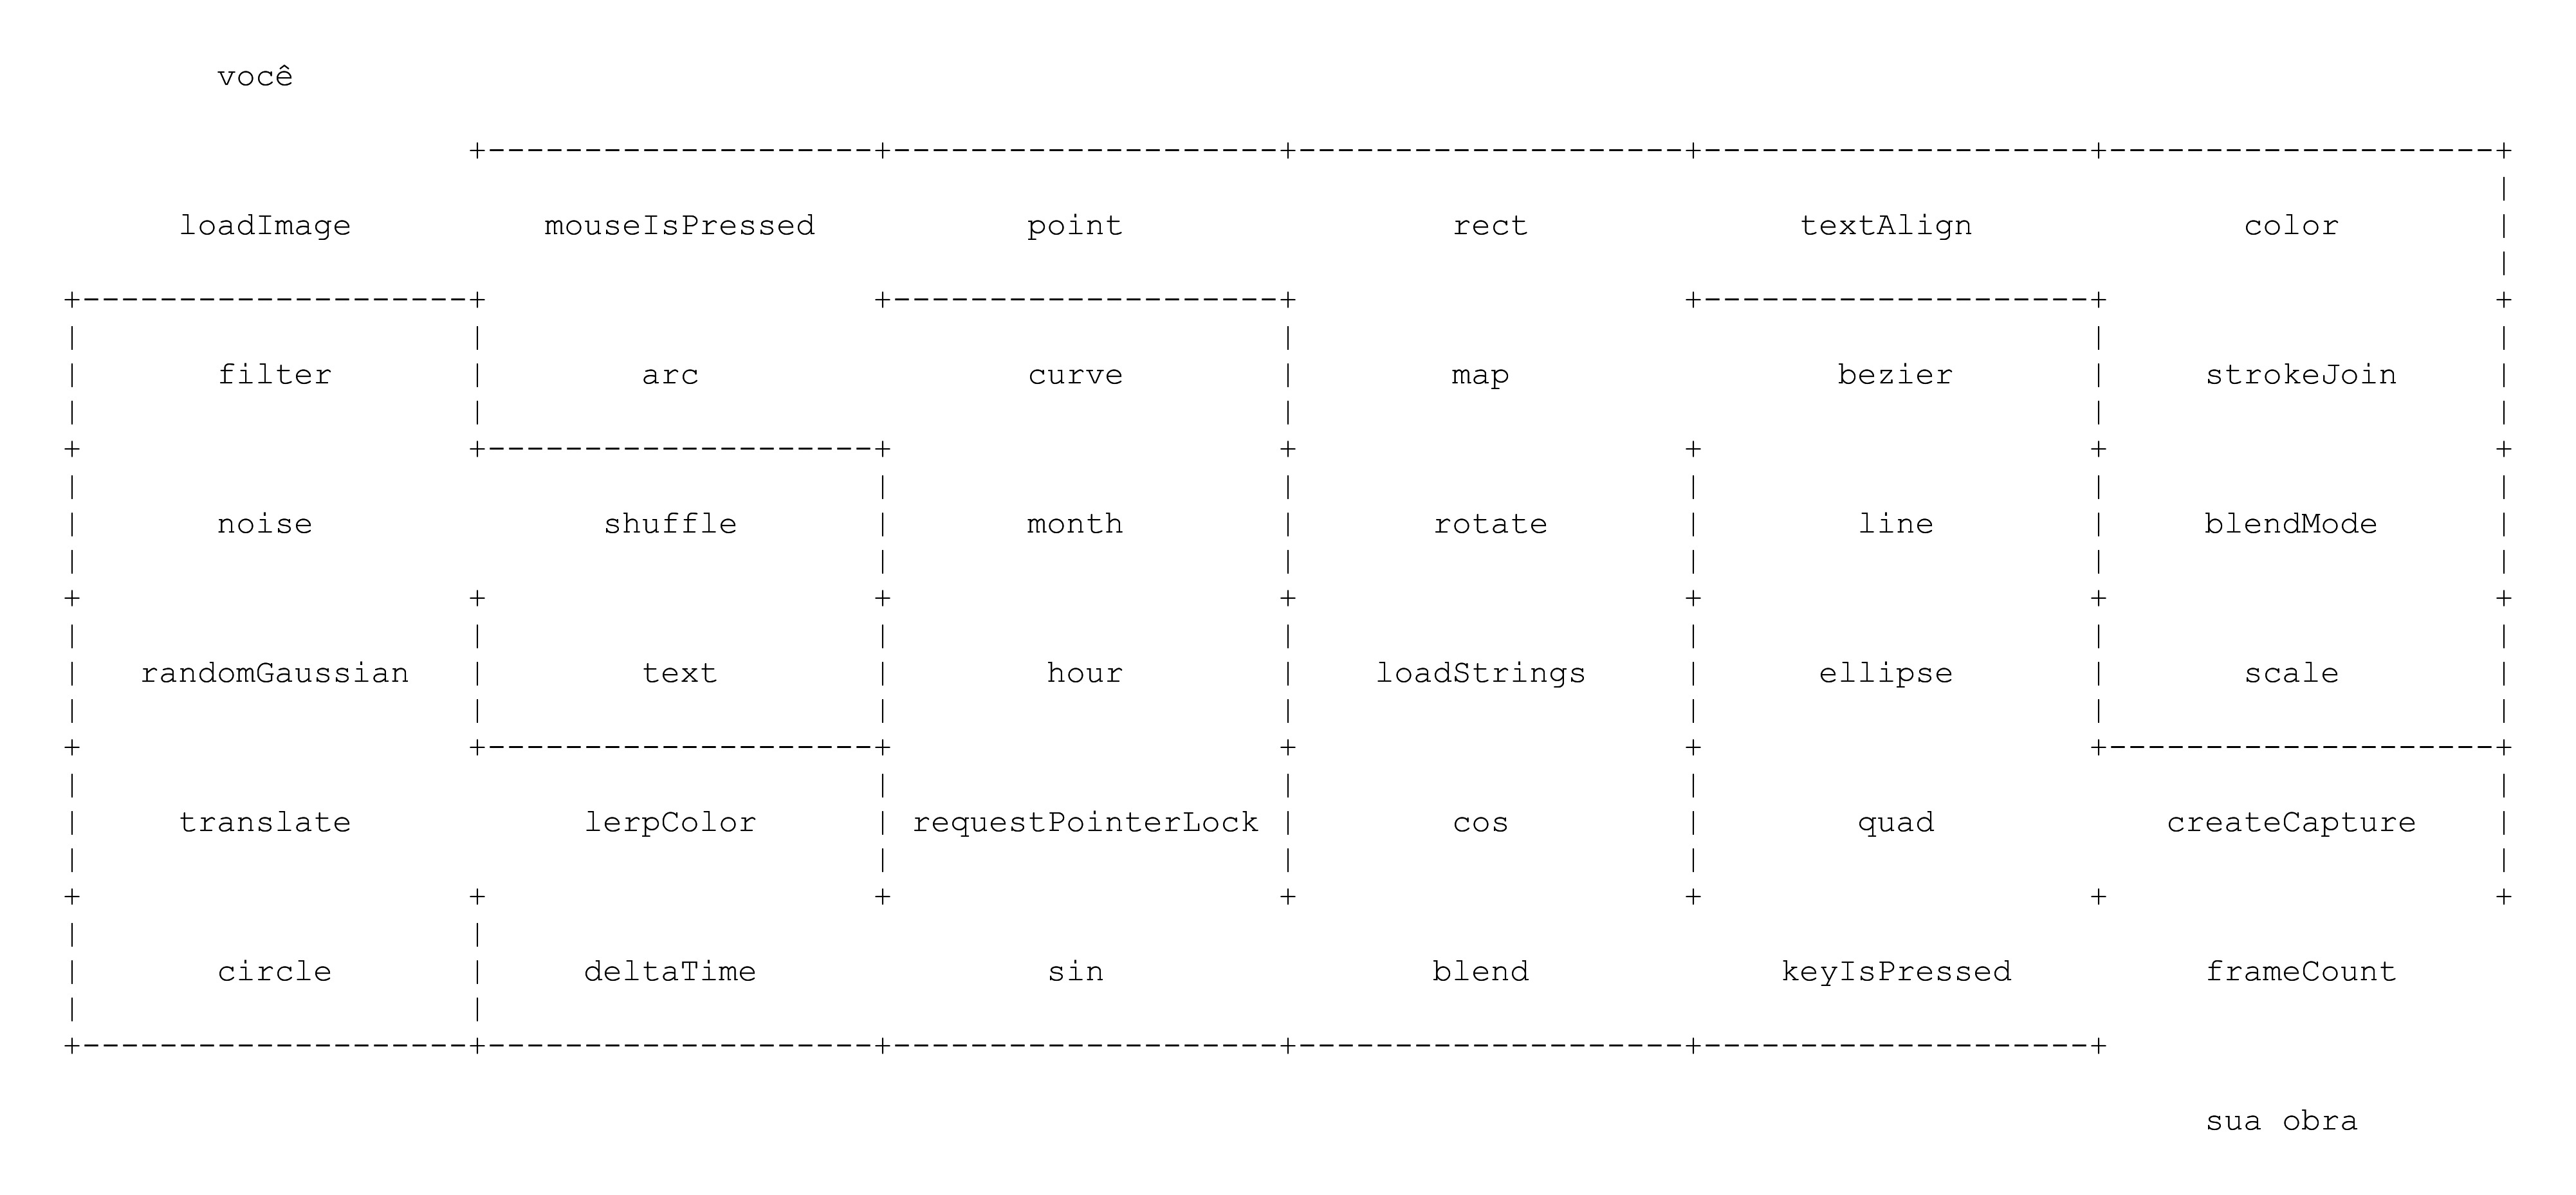 você
loadImage mouseIsPressed point rect textAlign color
filter arc curve map bezier strokeJoin
noise shuffle month rotate line blendMode
randomGaussian text hour loadStrings ellipse scale
translate lerpColor requestPointerLock cos quad createCapture
circle deltaTime sin blend keyIsPressed frameCount
sua obra